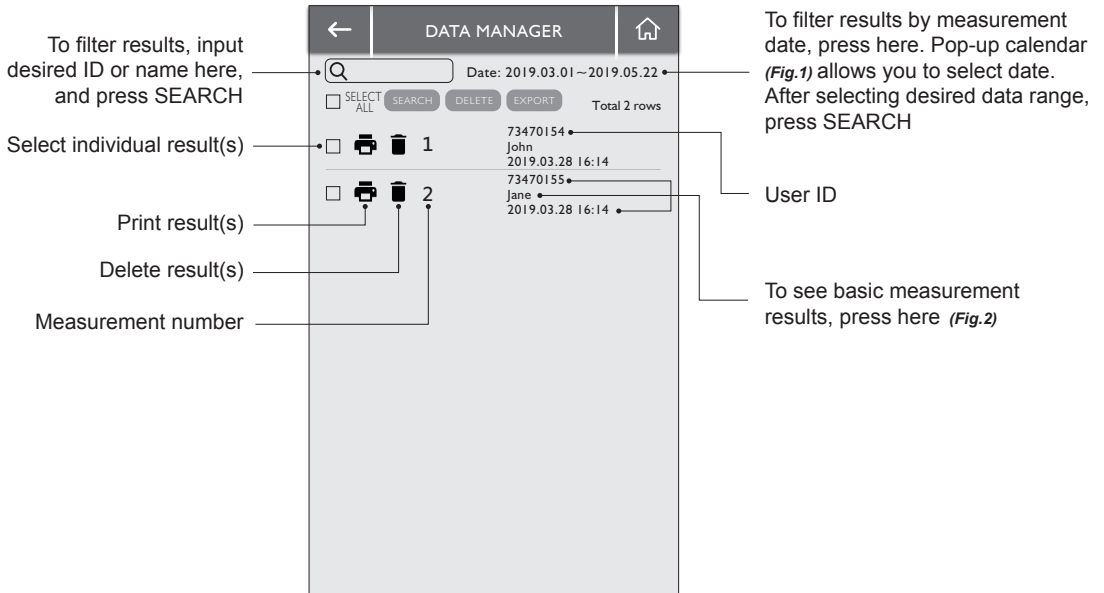 To filter results, input
desired ID or name here,
and press SEARCH
Select individual result(s)
Print result(s)
Delete result(s)
Measurement number
DATA MANAGER
Date: 2019.03.01~2019.05.22
SELECT
ALL
SEARCH
DELETE
EXPORT
Total 2 rows
1
73470154
John
2019.03.28 16:14
2
73470155
Jane
2019.03.28 16:14
To filter results by measurement
date, press here. Pop-up calendar
(Fig.1) allows you to select date.
After selecting desired data range,
press SEARCH
User ID
To see basic measurement
results, press here (Fig.2)